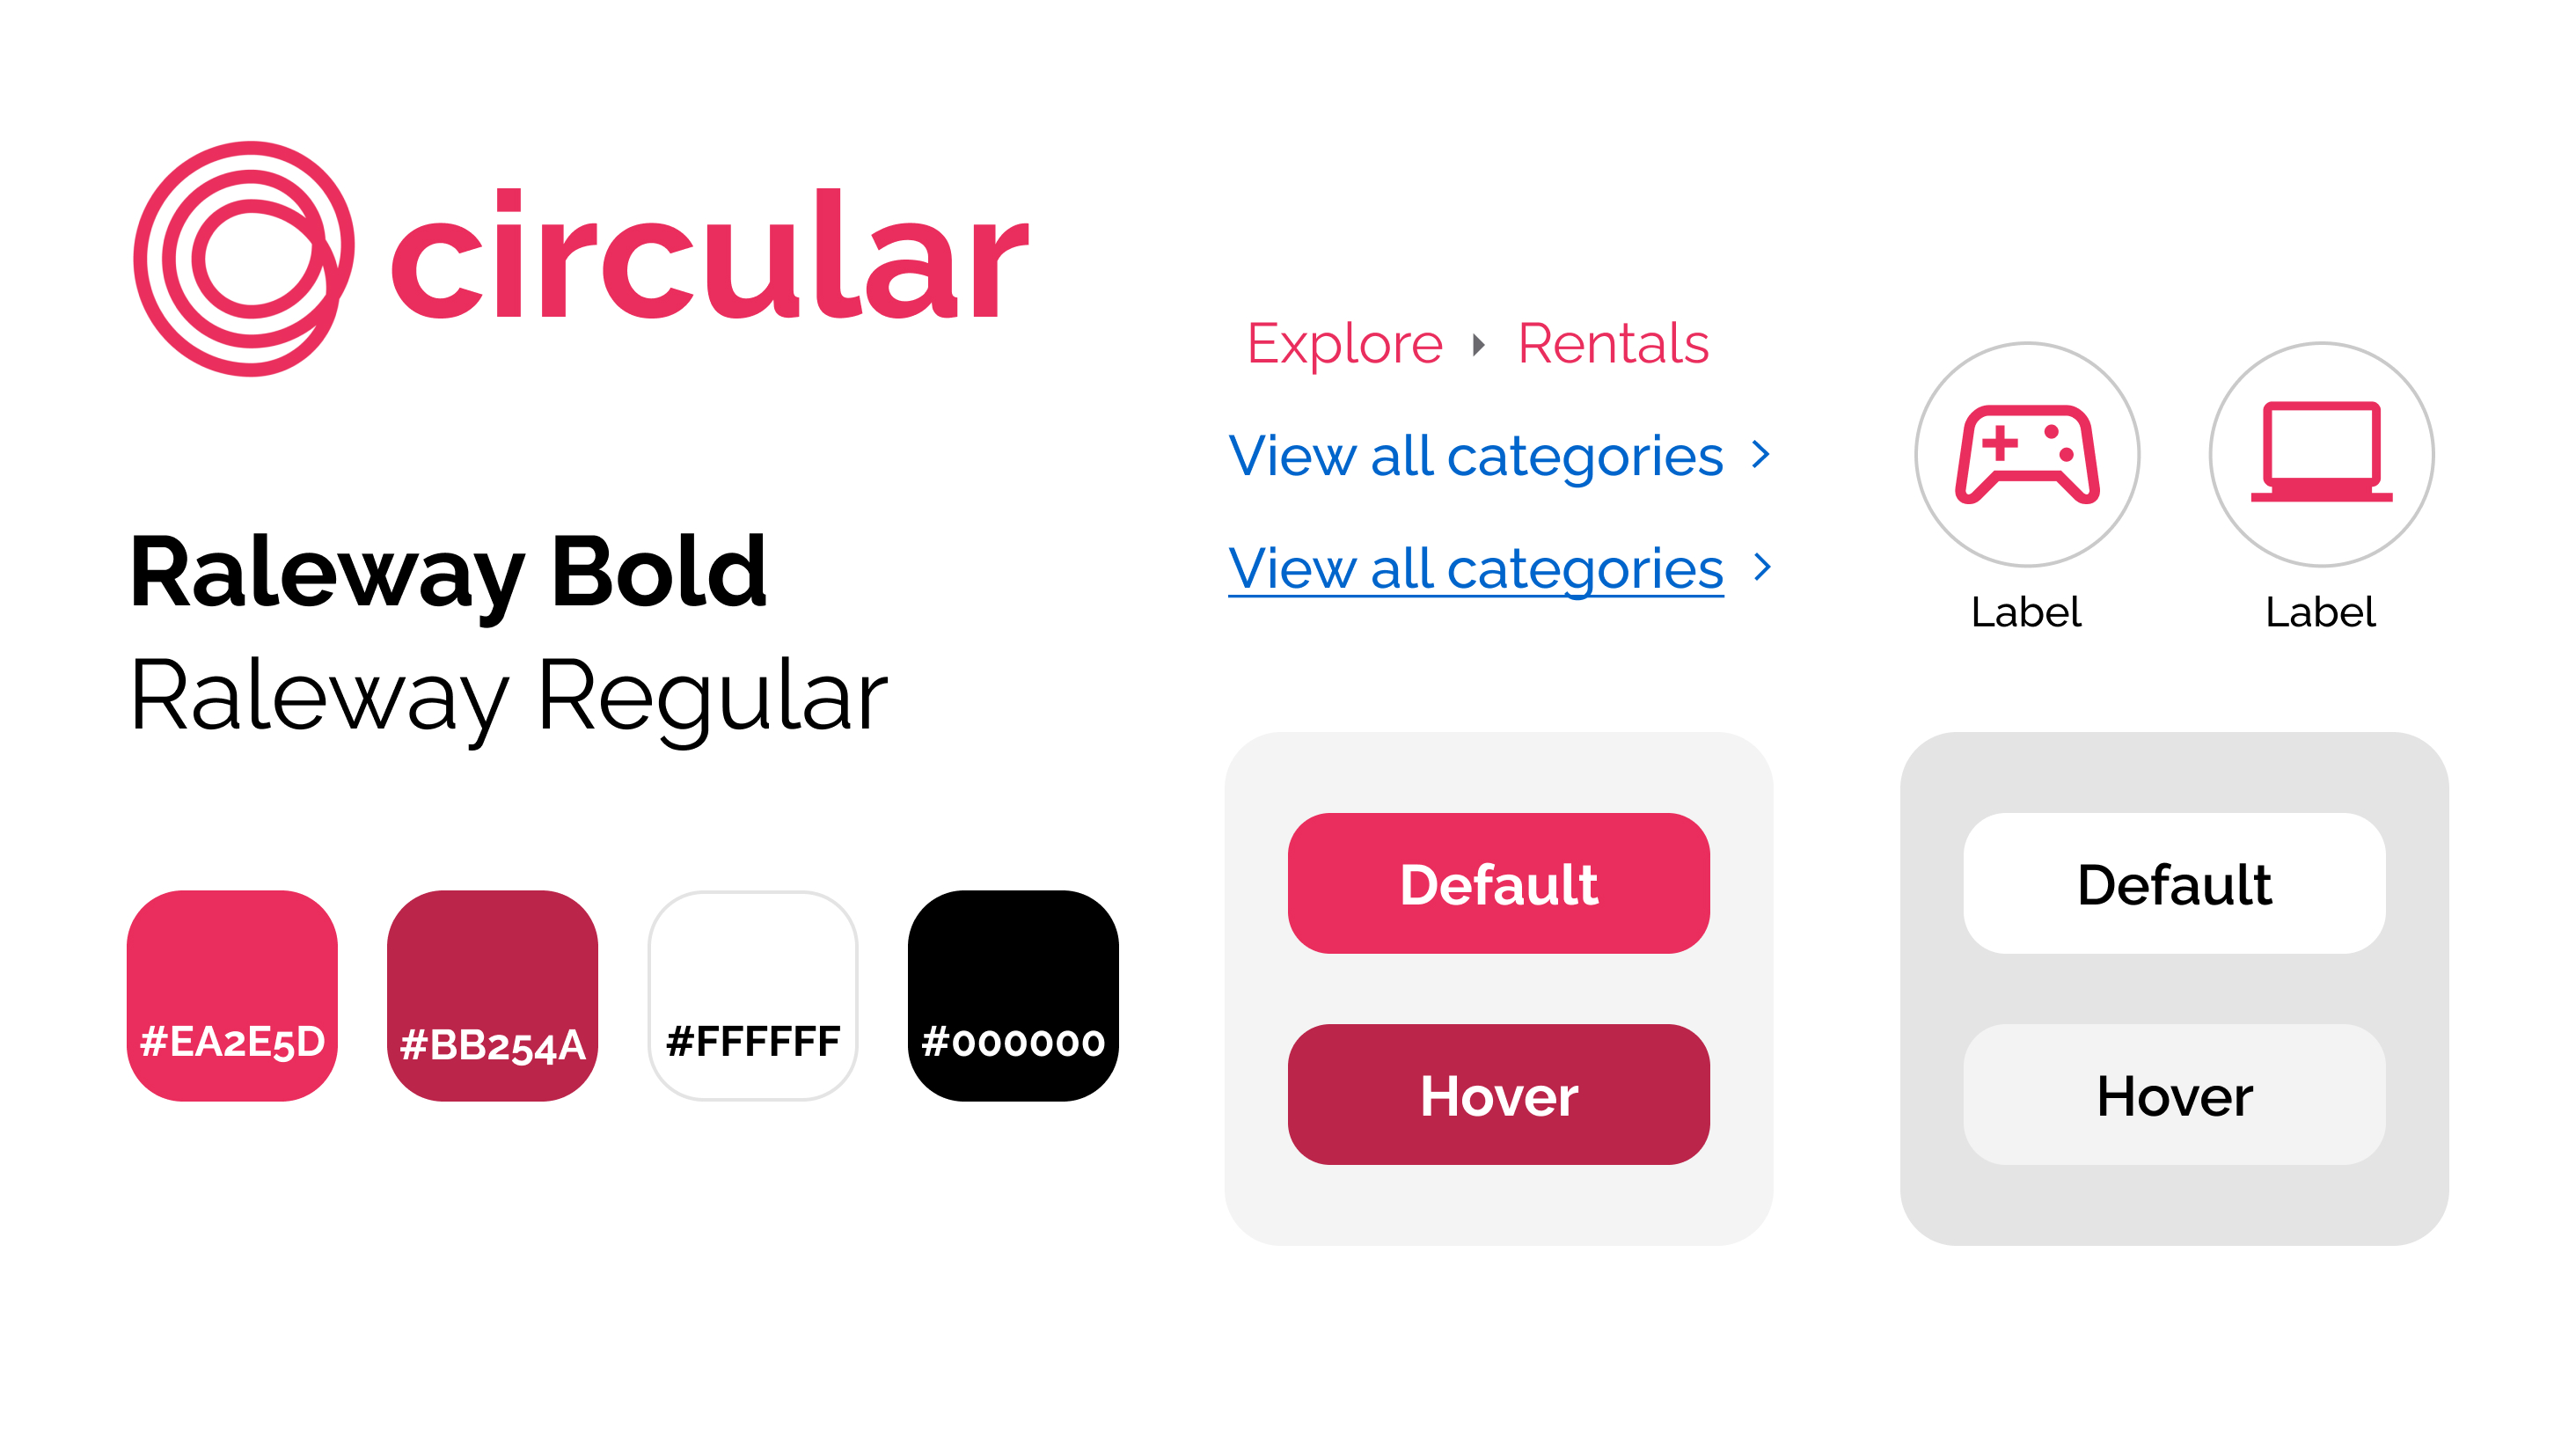 circular
Raleway Bold
Raleway Regular
#EA2E5D
#BB254A
#FFFFFF
#000000
Explore
Rentals
View all categories
View all categories
Label
Label
Default
Hover
Default
Hover